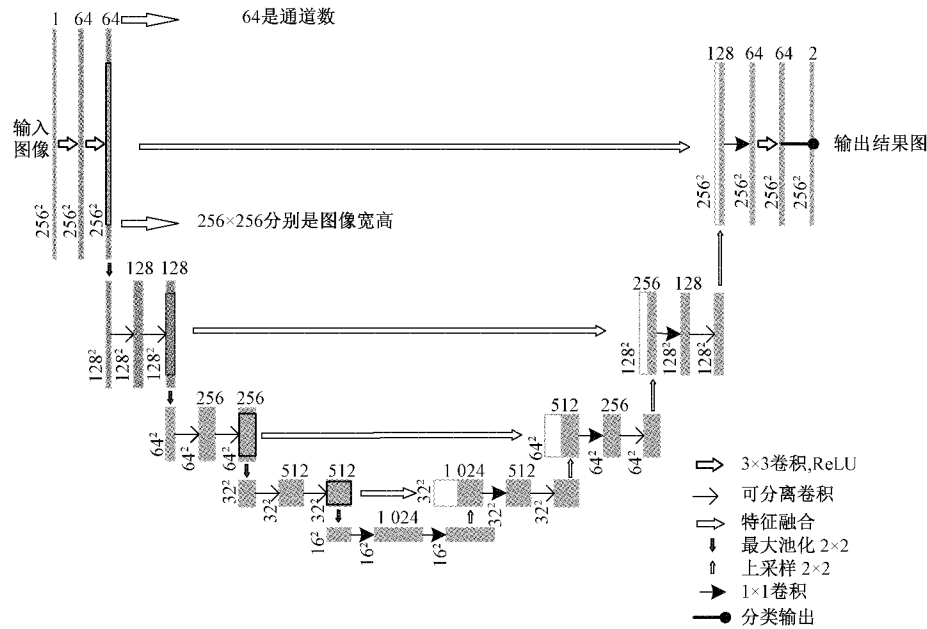 1 64 64
64是通道数
输入
图像
256² 256² 256²
256×256分别是图像宽高
128 64 64 2
输出结果图
256² 256² 256² 256²
128 128
128² 128² 128²
256 128
128² 128² 128²
256 256
64² 64² 64²
512 256
64² 64² 64²
512 512
32² 32² 32²
1 024 512
32² 32² 32²
1 024
16² 16² 16²
3×3卷积,ReLU
可分离卷积
特征融合
最大池化 2×2
上采样 2×2
1×1卷积
分类输出